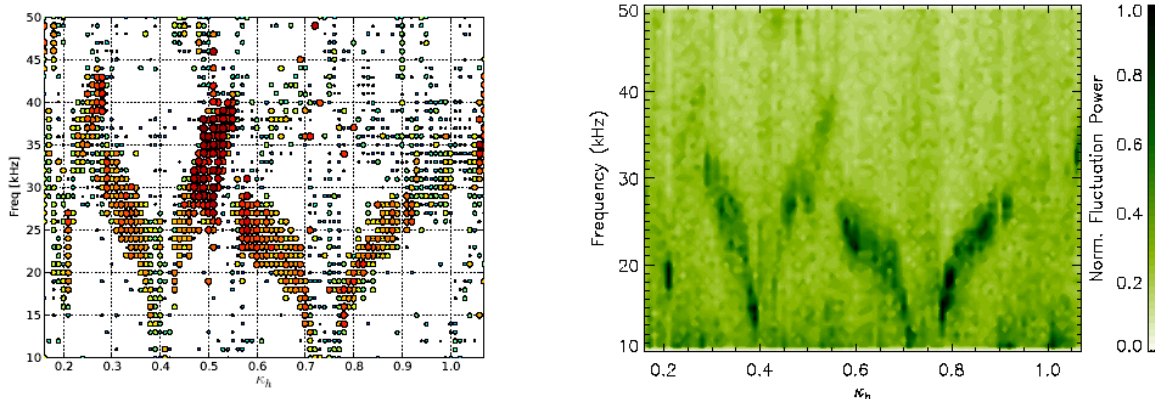 50
45
40
35
30
25
20
15
10
Freq [kHz]
0.2 0.3 0.4 0.5 0.6 0.7 0.8 0.9 1.0
κh
50
40
30
20
10
Frequency (kHz)
0.2 0.4 0.6 0.8 1.0
κh
1.0
0.8
0.6
0.4
0.2
0.0
Norm. Fluctuation Power